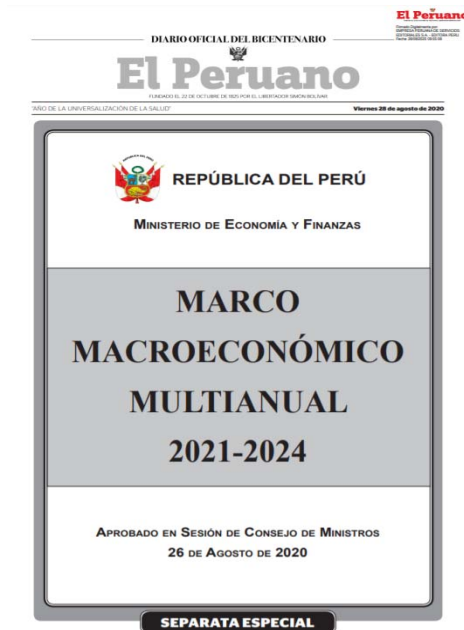 El Peruano
DIARIO OFICIAL DEL BICENTENARIO
El Peruano
FUNDADO EL 22 DE OCTUBRE DE 1825 POR EL LIBERTADOR SIMÓN BOLÍVAR
"AÑO DE LA UNIVERSALIZACIÓN DE LA SALUD"
Viernes 28 de agosto de 2020
REPÚBLICA DEL PERÚ
MINISTERIO DE ECONOMÍA Y FINANZAS
MARCO
MACROECONÓMICO
MULTIANUAL
2021-2024
APROBADO EN SESIÓN DE CONSEJO DE MINISTROS
26 DE AGOSTO DE 2020
SEPARATA ESPECIAL